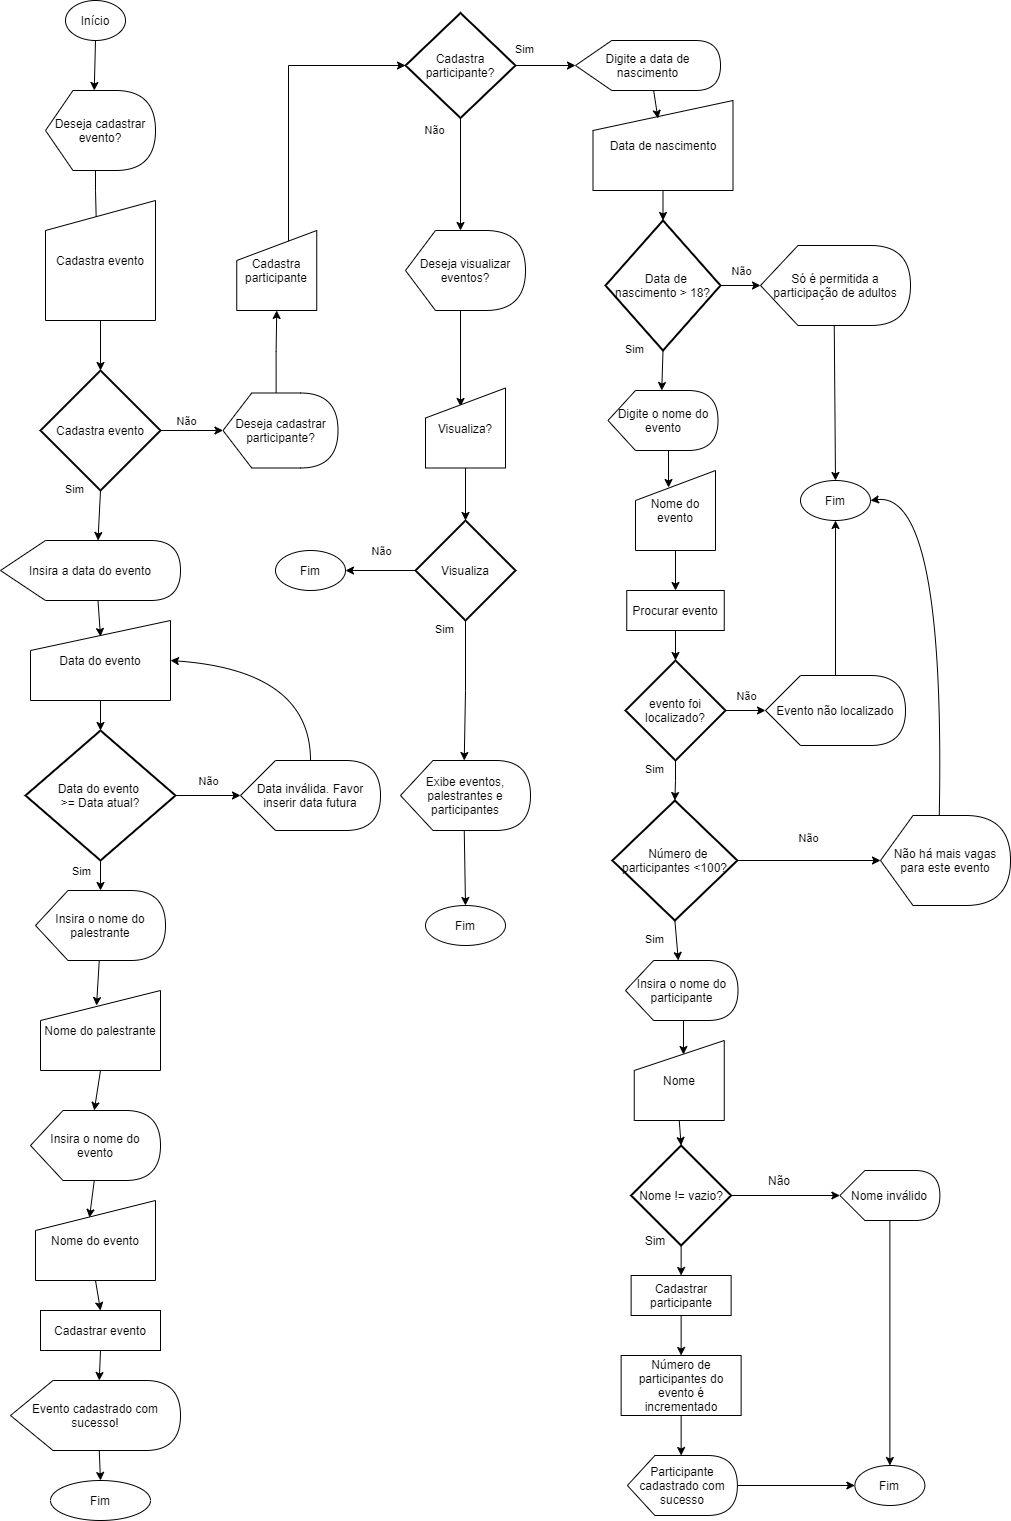 Início
Deseja cadastrar
evento?
Cadastra evento
Cadastra evento
Não
Sim
Deseja cadastrar
participante?
Cadastra
participante
Insira a data do evento
Data do evento
Data do evento
>= Data atual?
Não
Sim
Data inválida. Favor
inserir data futura
Insira o nome do
palestrante
Nome do palestrante
Insira o nome do
evento
Nome do evento
Cadastrar evento
Evento cadastrado com
sucesso!
Fim
Cadastra
participante?
Sim
Não
Deseja visualizar
eventos?
Visualiza?
Visualiza
Não
Fim
Sim
Exibe eventos,
palestrantes e
participantes
Fim
Digite a data de
nascimento
Data de nascimento
Data de
nascimento > 18?
Não
Sim
Só é permitida a
participação de adultos
Digite o nome do
evento
Nome do
evento
Fim
Procurar evento
evento foi
localizado?
Não
Evento não localizado
Sim
Número de
participantes <100?
Não
Não há mais vagas
para este evento
Sim
Insira o nome do
participante
Nome
Nome != vazio?
Não
Nome inválido
Sim
Cadastrar
participante
Número de
participantes do
evento é
incrementado
Participante
cadastrado com
sucesso
Fim